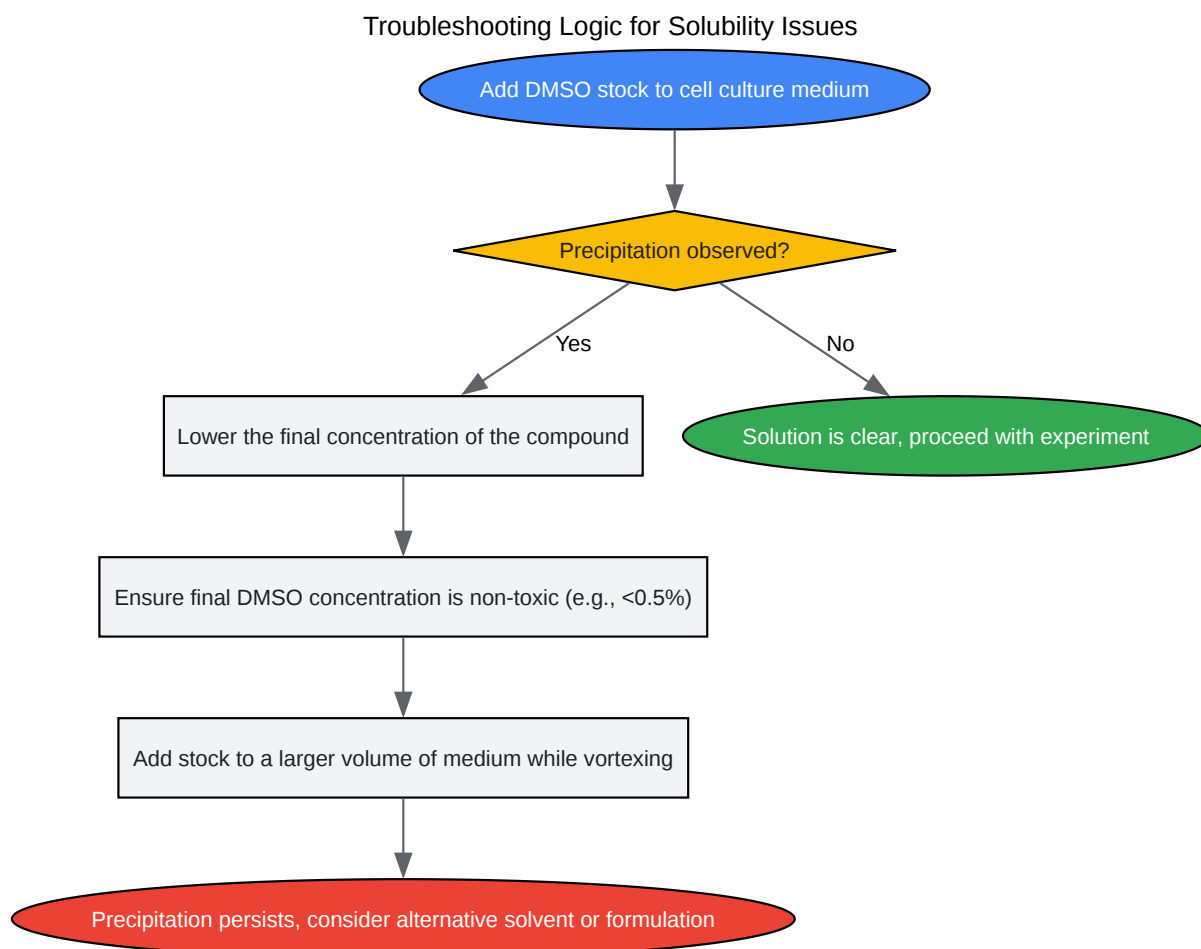 Troubleshooting Logic for Solubility Issues
Add DMSO stock to cell culture medium
Precipitation observed?
Yes
No
Lower the final concentration of the compound
Solution is clear, proceed with experiment
Ensure final DMSO concentration is non-toxic (e.g., <0.5%)
Add stock to a larger volume of medium while vortexing
Precipitation persists, consider alternative solvent or formulation